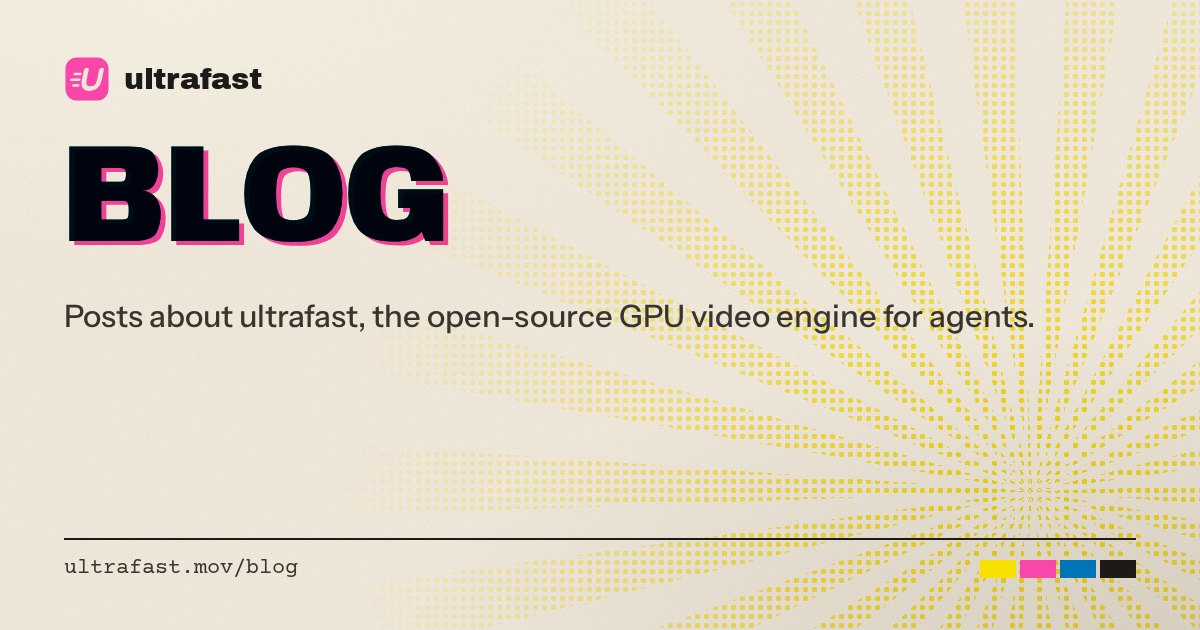 ultrafast
BLOG
Posts about ultrafast, the open-source GPU video engine for agents.
ultrafast.mov/blog